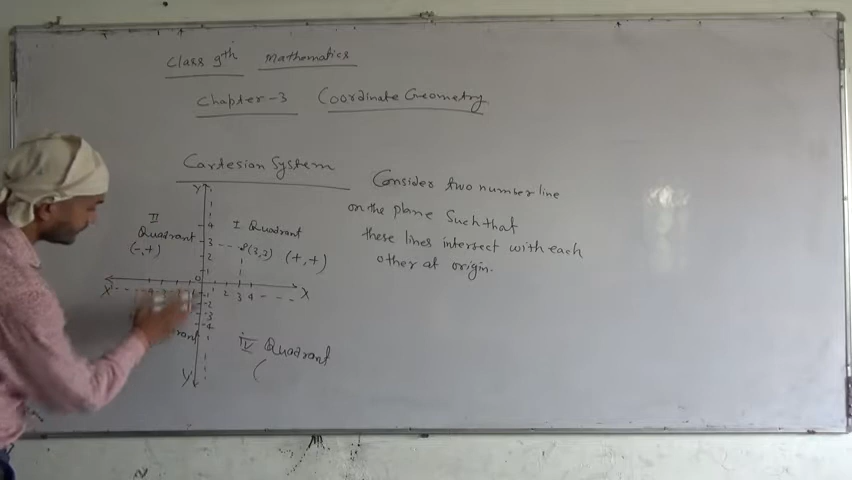 Class 9th Mathematics
Chapter-3 Coordinate Geometry
Cartesian System
Consider two number line
on the plane Such that
these lines intersect with each
other at origin.
Y
II
Quadrant
(-,+)
I Quadrant
(+,+)
4
3
2
1
0
X
1 2 3 4
X
-1
-2
-3
-4
IV Quadrant
(
Y